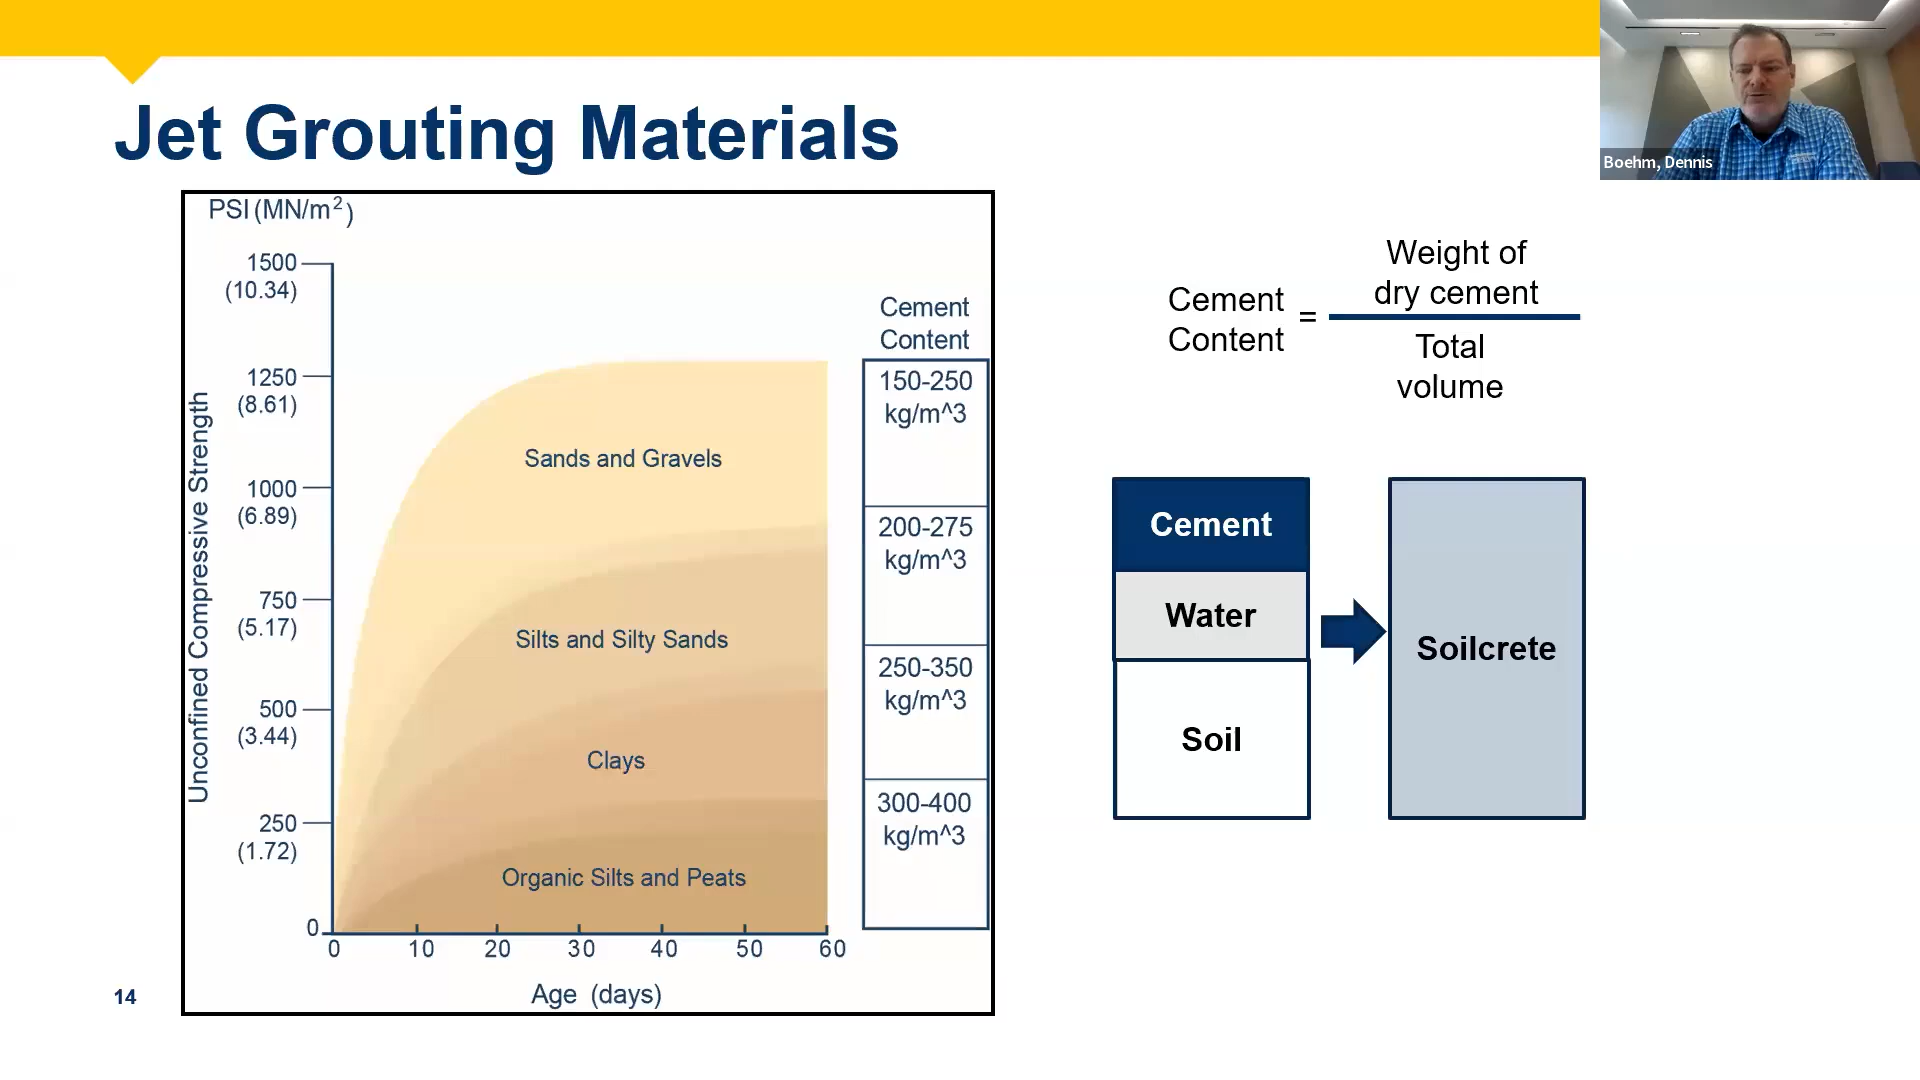 Jet Grouting Materials
Boehm, Dennis
PSI (MN/m²)
1500
(10.34)
1250
(8.61)
1000
(6.89)
750
(5.17)
500
(3.44)
250
(1.72)
0
Unconfined Compressive Strength
Sands and Gravels
Silts and Silty Sands
Clays
Organic Silts and Peats
0 10 20 30 40 50 60
Age (days)
Cement
Content
150-250
kg/m^3
200-275
kg/m^3
250-350
kg/m^3
300-400
kg/m^3
Cement
Content
=
Weight of
dry cement
Total
volume
Cement
Water
Soil
Soilcrete
14